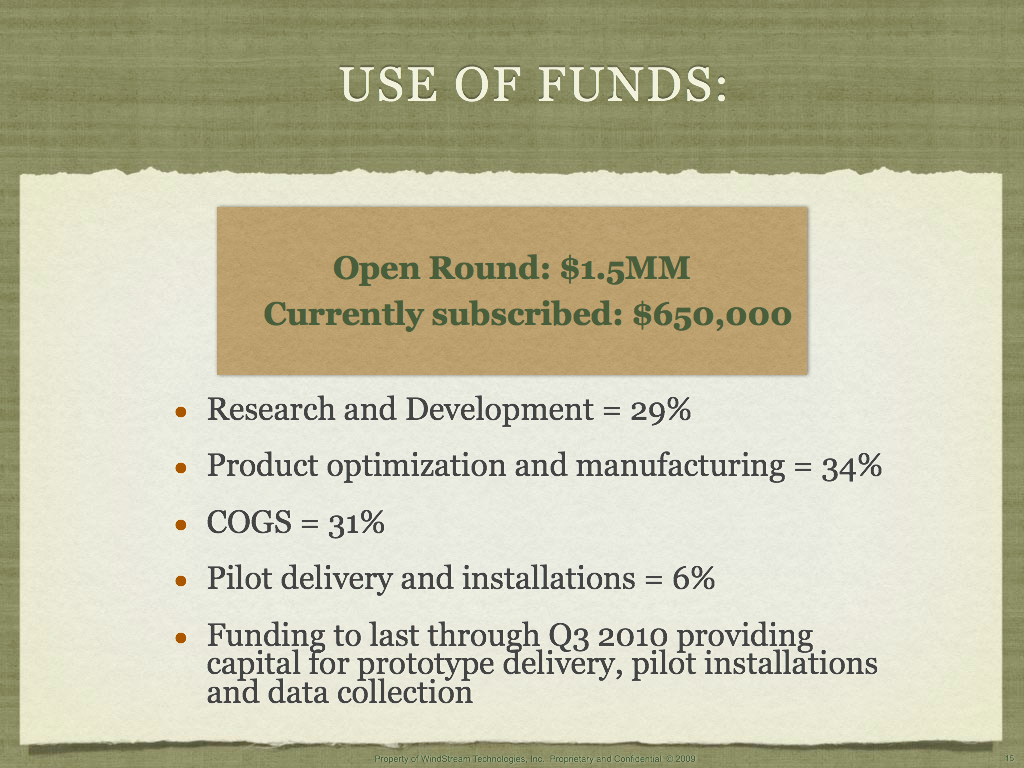 USE OF FUNDS:
Open Round: $1.5MM
Currently subscribed: $650,000
• Research and Development = 29%
• Product optimization and manufacturing = 34%
• COGS = 31%
• Pilot delivery and installations = 6%
• Funding to last through Q3 2010 providing
capital for prototype delivery, pilot installations
and data collection
Property of WindStream Technologies, Inc. Proprietary and Confidential © 2009
15